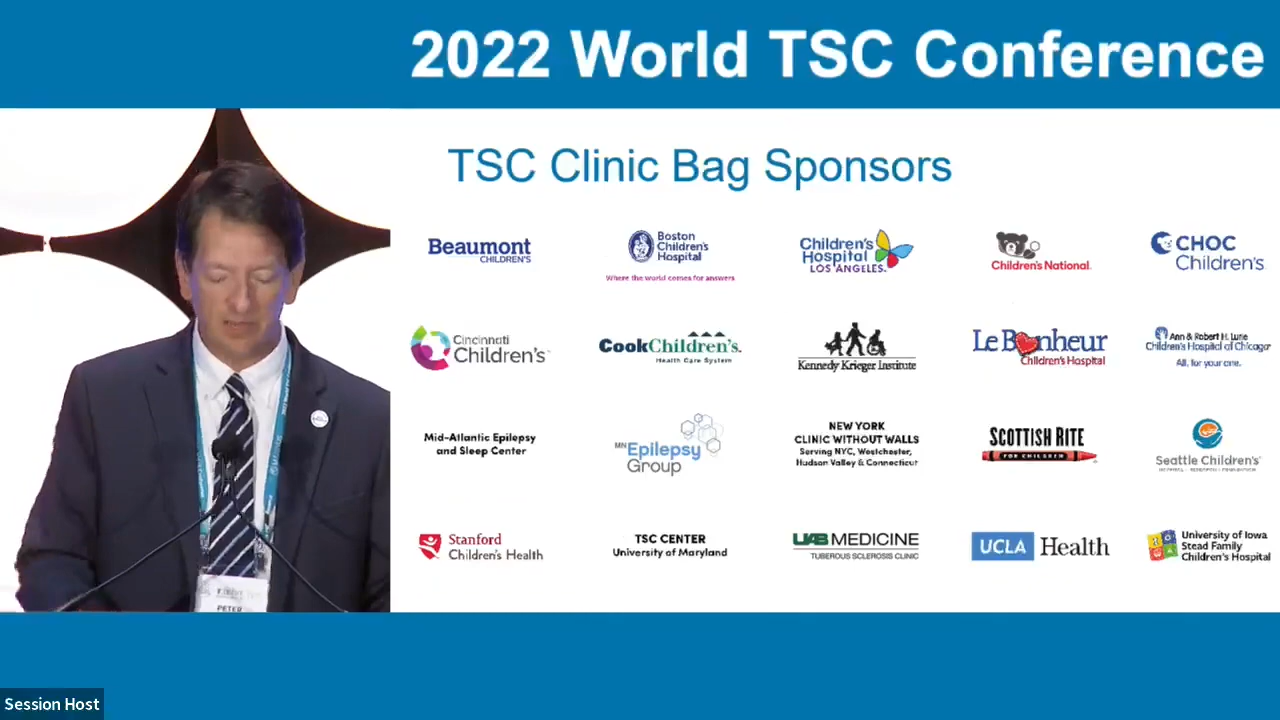 2022 World TSC Conference
TSC Clinic Bag Sponsors
Beaumont
CHILDREN'S
Boston
Children's
Hospital
Where the world comes for answers
Children's
Hospital
LOS ANGELES.
Children's National.
CHOC
Children's.
Cincinnati
Children's
CookChildren's.
Health Care System
Kennedy Krieger Institute
Le Bonheur
Children's Hospital
Ann & Robert H. Lurie
Children's Hospital of Chicago
All, for your one.
Mid-Atlantic Epilepsy
and Sleep Center
MN Epilepsy
Group
NEW YORK
CLINIC WITHOUT WALLS
Serving NYC, Westchester,
Hudson Valley & Connecticut
SCOTTISH RITE
FOR CHILDREN
Seattle Children's
HOSPITAL • RESEARCH • FOUNDATION
Stanford
Children's Health
TSC CENTER
University of Maryland
UAB MEDICINE
TUBEROUS SCLEROSIS CLINIC
UCLA Health
University of Iowa
Stead Family
Children's Hospital
PETER
Session Host